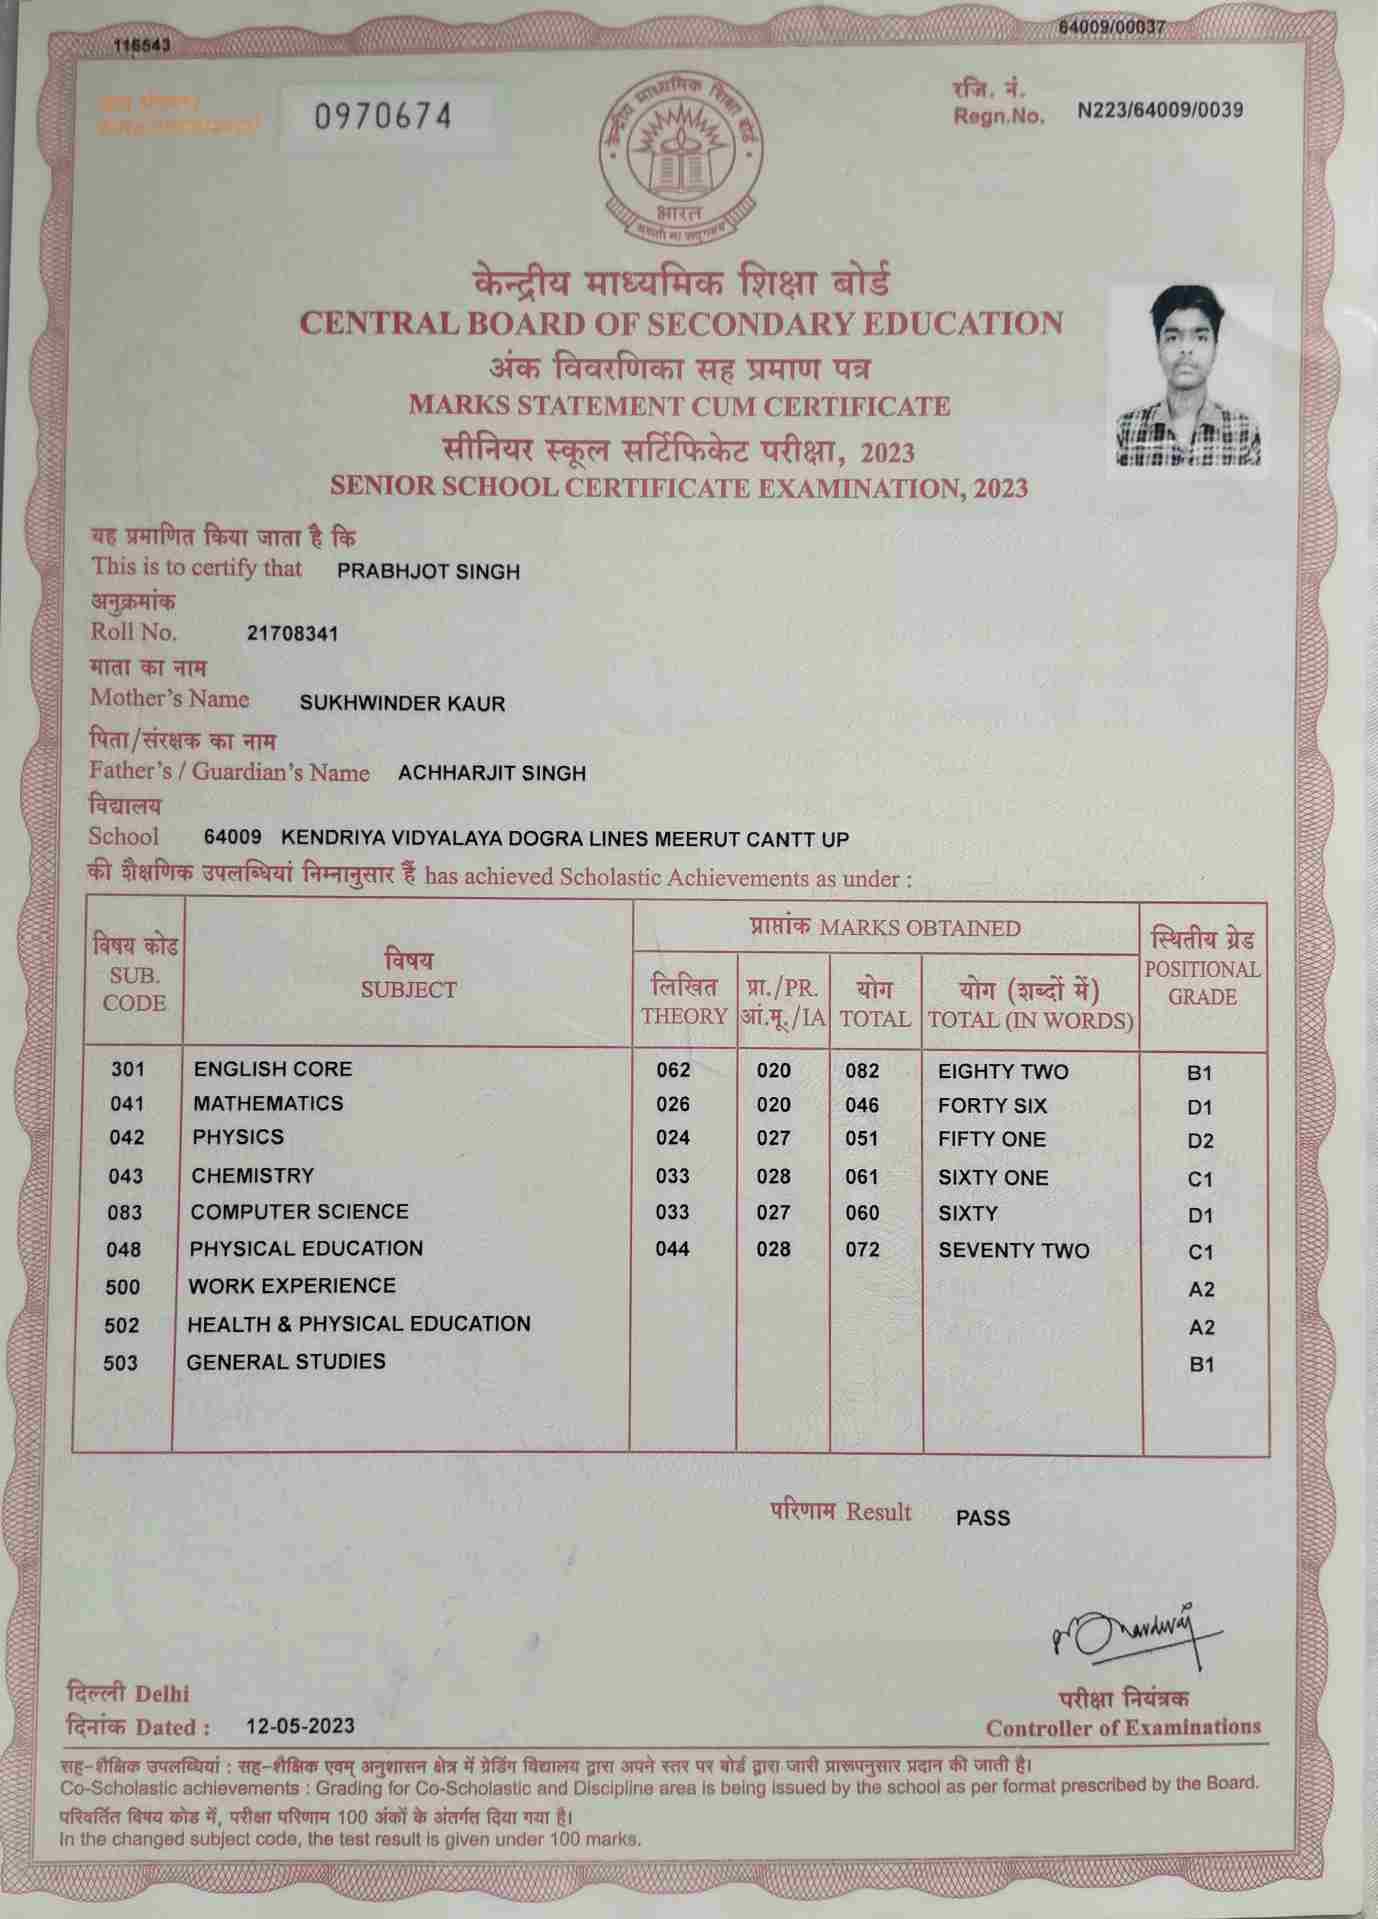 116543
64009/00037
0970674
रजि. नं.
Regn.No. N223/64009/0039
केन्द्रीय माध्यमिक शिक्षा बोर्ड
भारत
केन्द्रीय माध्यमिक शिक्षा बोर्ड
CENTRAL BOARD OF SECONDARY EDUCATION
अंक विवरणिका सह प्रमाण पत्र
MARKS STATEMENT CUM CERTIFICATE
सीनियर स्कूल सर्टिफिकेट परीक्षा, 2023
SENIOR SCHOOL CERTIFICATE EXAMINATION, 2023
यह प्रमाणित किया जाता है कि
This is to certify that PRABHJOT SINGH
अनुक्रमांक
Roll No. 21708341
माता का नाम
Mother's Name SUKHWINDER KAUR
पिता/संरक्षक का नाम
Father's / Guardian's Name ACHHARJIT SINGH
विद्यालय
School 64009 KENDRIYA VIDYALAYA DOGRA LINES MEERUT CANTT UP
की शैक्षणिक उपलब्धियां निम्नानुसार हैं has achieved Scholastic Achievements as under :
विषय कोड
SUB.
CODE
विषय
SUBJECT
प्राप्तांक MARKS OBTAINED
लिखित
THEORY
प्रा./PR.
आं.मू./IA
योग
TOTAL
योग (शब्दों में)
TOTAL (IN WORDS)
स्थितीय ग्रेड
POSITIONAL
GRADE
301 ENGLISH CORE 062 020 082 EIGHTY TWO B1
041 MATHEMATICS 026 020 046 FORTY SIX D1
042 PHYSICS 024 027 051 FIFTY ONE D2
043 CHEMISTRY 033 028 061 SIXTY ONE C1
083 COMPUTER SCIENCE 033 027 060 SIXTY D1
048 PHYSICAL EDUCATION 044 028 072 SEVENTY TWO C1
500 WORK EXPERIENCE A2
502 HEALTH & PHYSICAL EDUCATION A2
503 GENERAL STUDIES B1
परिणाम Result PASS
दिल्ली Delhi
दिनांक Dated : 12-05-2023
परीक्षा नियंत्रक
Controller of Examinations
सह-शैक्षिक उपलब्धियां : सह-शैक्षिक एवम् अनुशासन क्षेत्र में ग्रेडिंग विद्यालय द्वारा अपने स्तर पर बोर्ड द्वारा जारी प्रारूपनुसार प्रदान की जाती है।
Co-Scholastic achievements : Grading for Co-Scholastic and Discipline area is being issued by the school as per format prescribed by the Board.
परिवर्तित विषय कोड में, परीक्षा परिणाम 100 अंकों के अंतर्गत दिया गया है।
In the changed subject code, the test result is given under 100 marks.